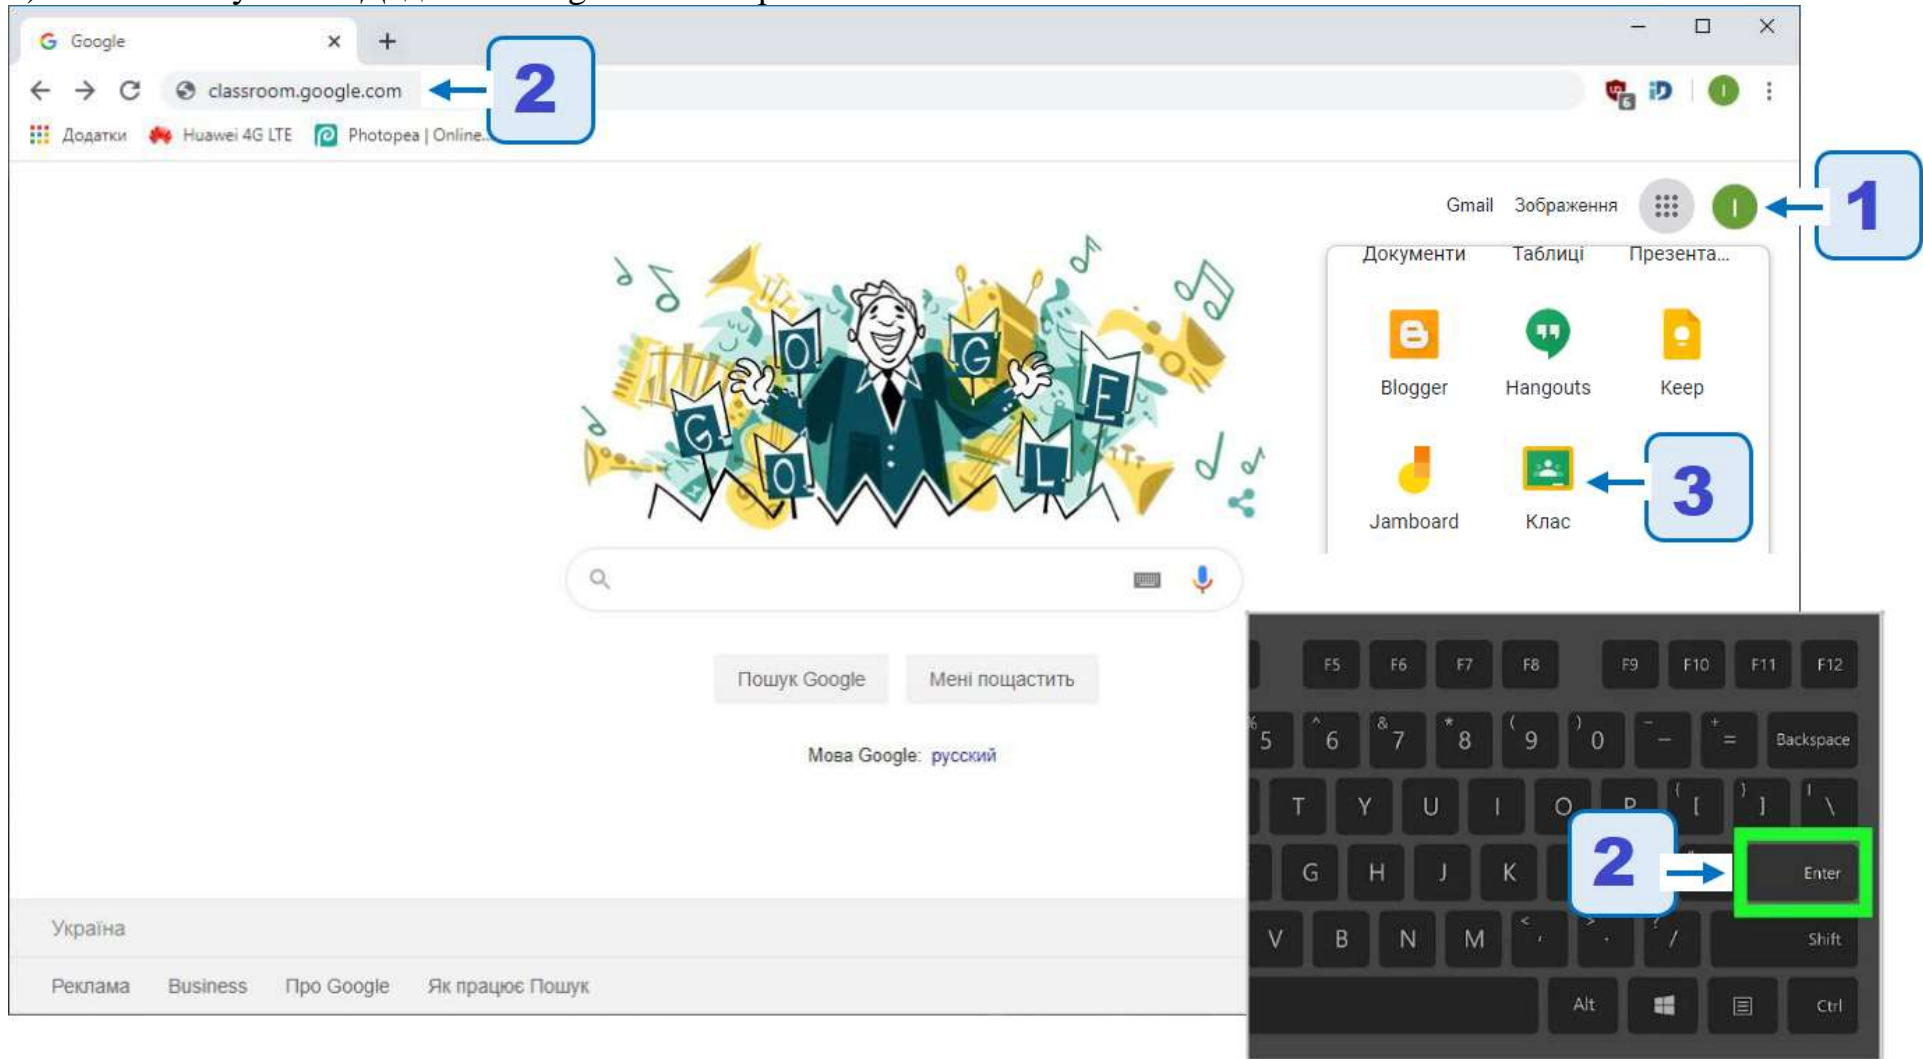 Google
classroom.google.com
2
6
I
Додатки
Huawei 4G LTE
Photopea | Online...
Gmail
Зображення
I
1
Документи
Таблиці
Презента...
GOOGLE
Blogger
Hangouts
Keep
3
Jamboard
Клас
Пошук Google
Мені пощастить
Мова Google: русский
F5 F6 F7 F8 F9 F10 F11 F12
% 5 ^ 6 & 7 * 8 ( 9 ) 0 _ - + = Backspace
T Y U I O P { [ } ] | \
G H J K 2 Enter
V B N M < , > . ? / Shift
Alt Ctrl
Україна
Реклама
Business
Про Google
Як працює Пошук